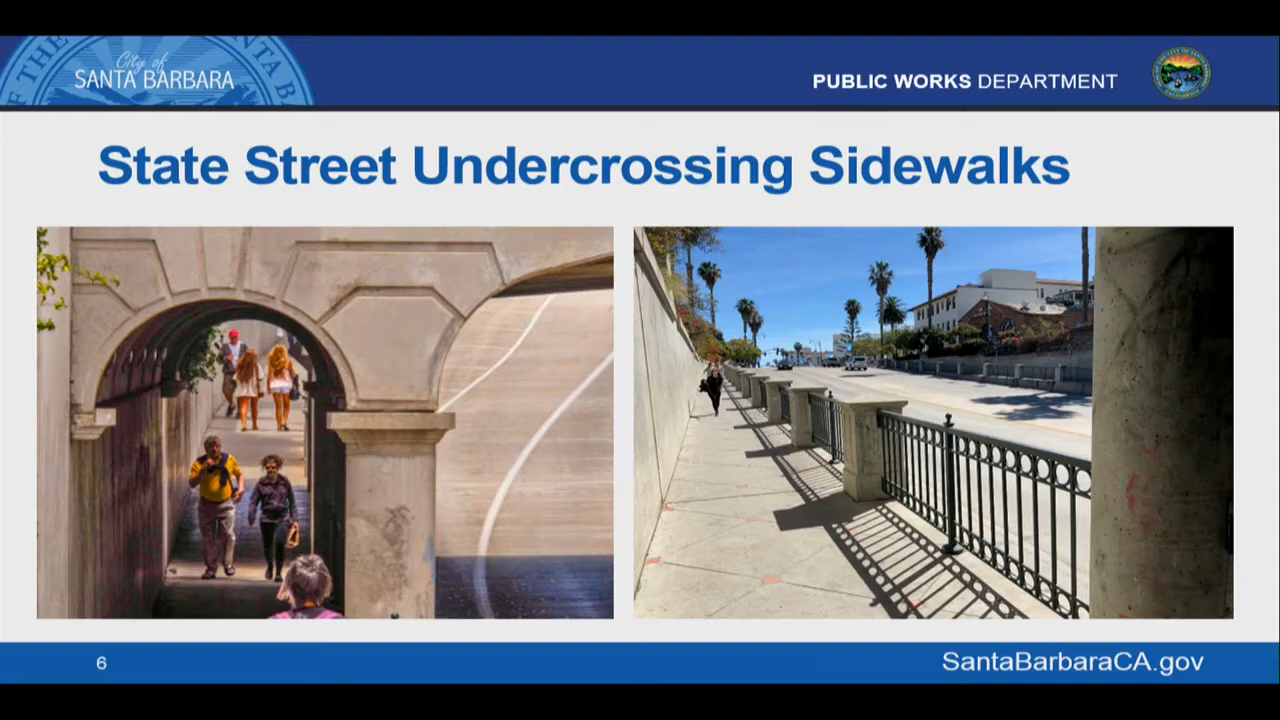 City of
SANTA BARBARA
PUBLIC WORKS DEPARTMENT
State Street Undercrossing Sidewalks
6
SantaBarbaraCA.gov